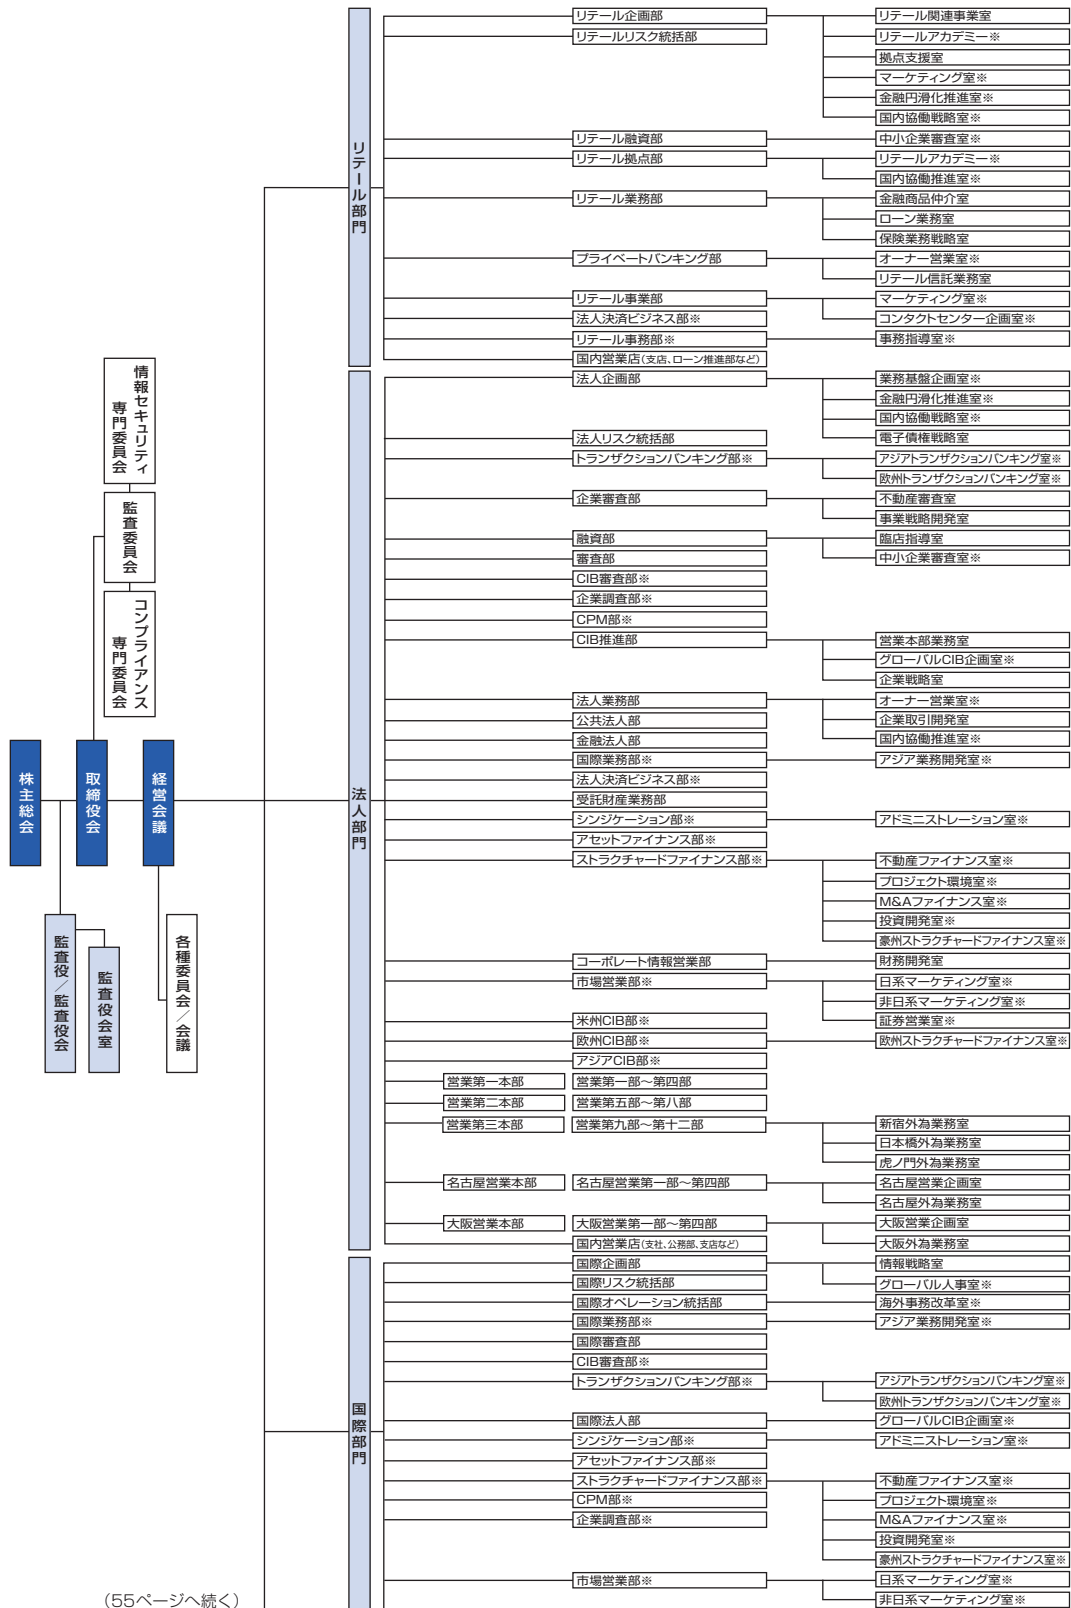 株主総会
取締役会
経営会議
情報セキュリティ
専門委員会
監査委員会
コンプライアンス
専門委員会
監査役／監査役会
監査役会室
各種委員会／会議
リテール部門
リテール企画部
リテール関連事業室
リテールアカデミー※
拠点支援室
マーケティング室※
金融円滑化推進室※
国内協働戦略室※
リテールリスク統括部
リテール融資部
中小企業審査室※
リテール拠点部
リテールアカデミー※
国内協働推進室※
リテール業務部
金融商品仲介室
ローン業務室
保険業務戦略室
プライベートバンキング部
オーナー営業室※
リテール信託業務室
リテール事業部
マーケティング室※
コンタクトセンター企画室※
法人決済ビジネス部※
リテール事務部※
事務指導室※
国内営業店(支店、ローン推進部など)
法人部門
法人企画部
業務基盤企画室※
金融円滑化推進室※
国内協働戦略室※
電子債権戦略室
法人リスク統括部
トランザクションバンキング部※
アジアトランザクションバンキング室※
欧州トランザクションバンキング室※
企業審査部
不動産審査室
事業戦略開発室
融資部
臨店指導室
中小企業審査室※
審査部
CIB審査部※
企業調査部※
CPM部※
CIB推進部
営業本部業務室
グローバルCIB企画室※
企業戦略室
法人業務部
オーナー営業室※
企業取引開発室
国内協働推進室※
公共法人部
金融法人部
国際業務部※
アジア業務開発室※
法人決済ビジネス部※
受託財産業務部
シンジケーション部※
アドミニストレーション室※
アセットファイナンス部※
ストラクチャードファイナンス部※
不動産ファイナンス室※
プロジェクト環境室※
M&Aファイナンス室※
投資開発室※
豪州ストラクチャードファイナンス室※
コーポレート情報営業部
財務開発室
市場営業部※
日系マーケティング室※
非日系マーケティング室※
証券営業室※
米州CIB部※
欧州CIB部※
欧州ストラクチャードファイナンス室※
アジアCIB部※
営業第一本部
営業第一部～第四部
営業第二本部
営業第五部～第八部
営業第三本部
営業第九部～第十二部
新宿外為業務室
日本橋外為業務室
虎ノ門外為業務室
名古屋営業本部
名古屋営業第一部～第四部
名古屋営業企画室
名古屋外為業務室
大阪営業本部
大阪営業第一部～第四部
大阪営業企画室
大阪外為業務室
国内営業店(支社、公務部、支店など)
国際部門
国際企画部
情報戦略室
グローバル人事室※
国際リスク統括部
国際オペレーション統括部
海外事務改革室※
国際業務部※
アジア業務開発室※
国際審査部
CIB審査部※
トランザクションバンキング部※
アジアトランザクションバンキング室※
欧州トランザクションバンキング室※
国際法人部
グローバルCIB企画室※
シンジケーション部※
アドミニストレーション室※
アセットファイナンス部※
ストラクチャードファイナンス部※
不動産ファイナンス室※
プロジェクト環境室※
M&Aファイナンス室※
投資開発室※
豪州ストラクチャードファイナンス室※
CPM部※
企業調査部※
市場営業部※
日系マーケティング室※
非日系マーケティング室※
(55ページへ続く)